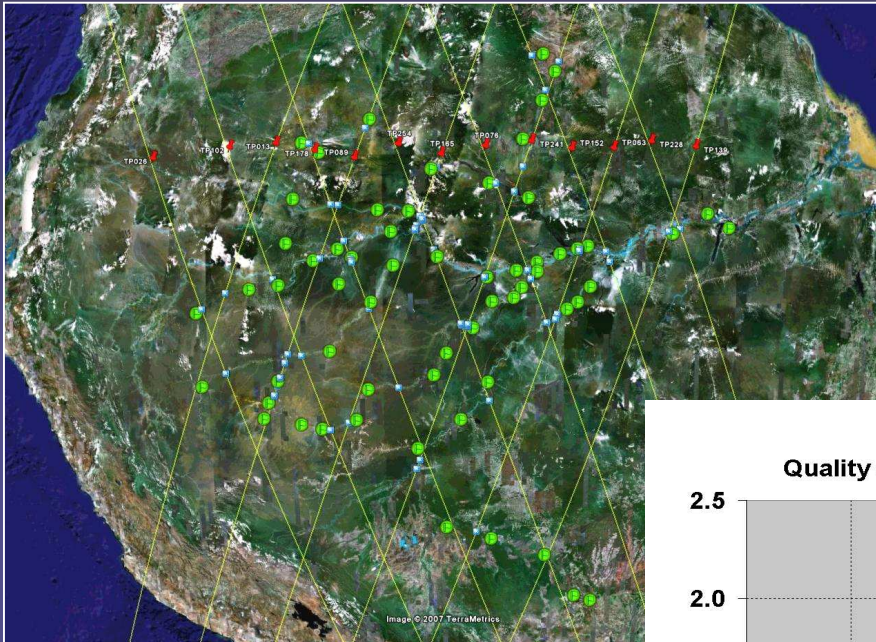 TP026
TP102
TP013
TP178
TP089
TP254
TP165
TP076
TP241
TP152
TP063
TP228
TP139
Image © 2007 TerraMetrics
Quality
2.5
2.0